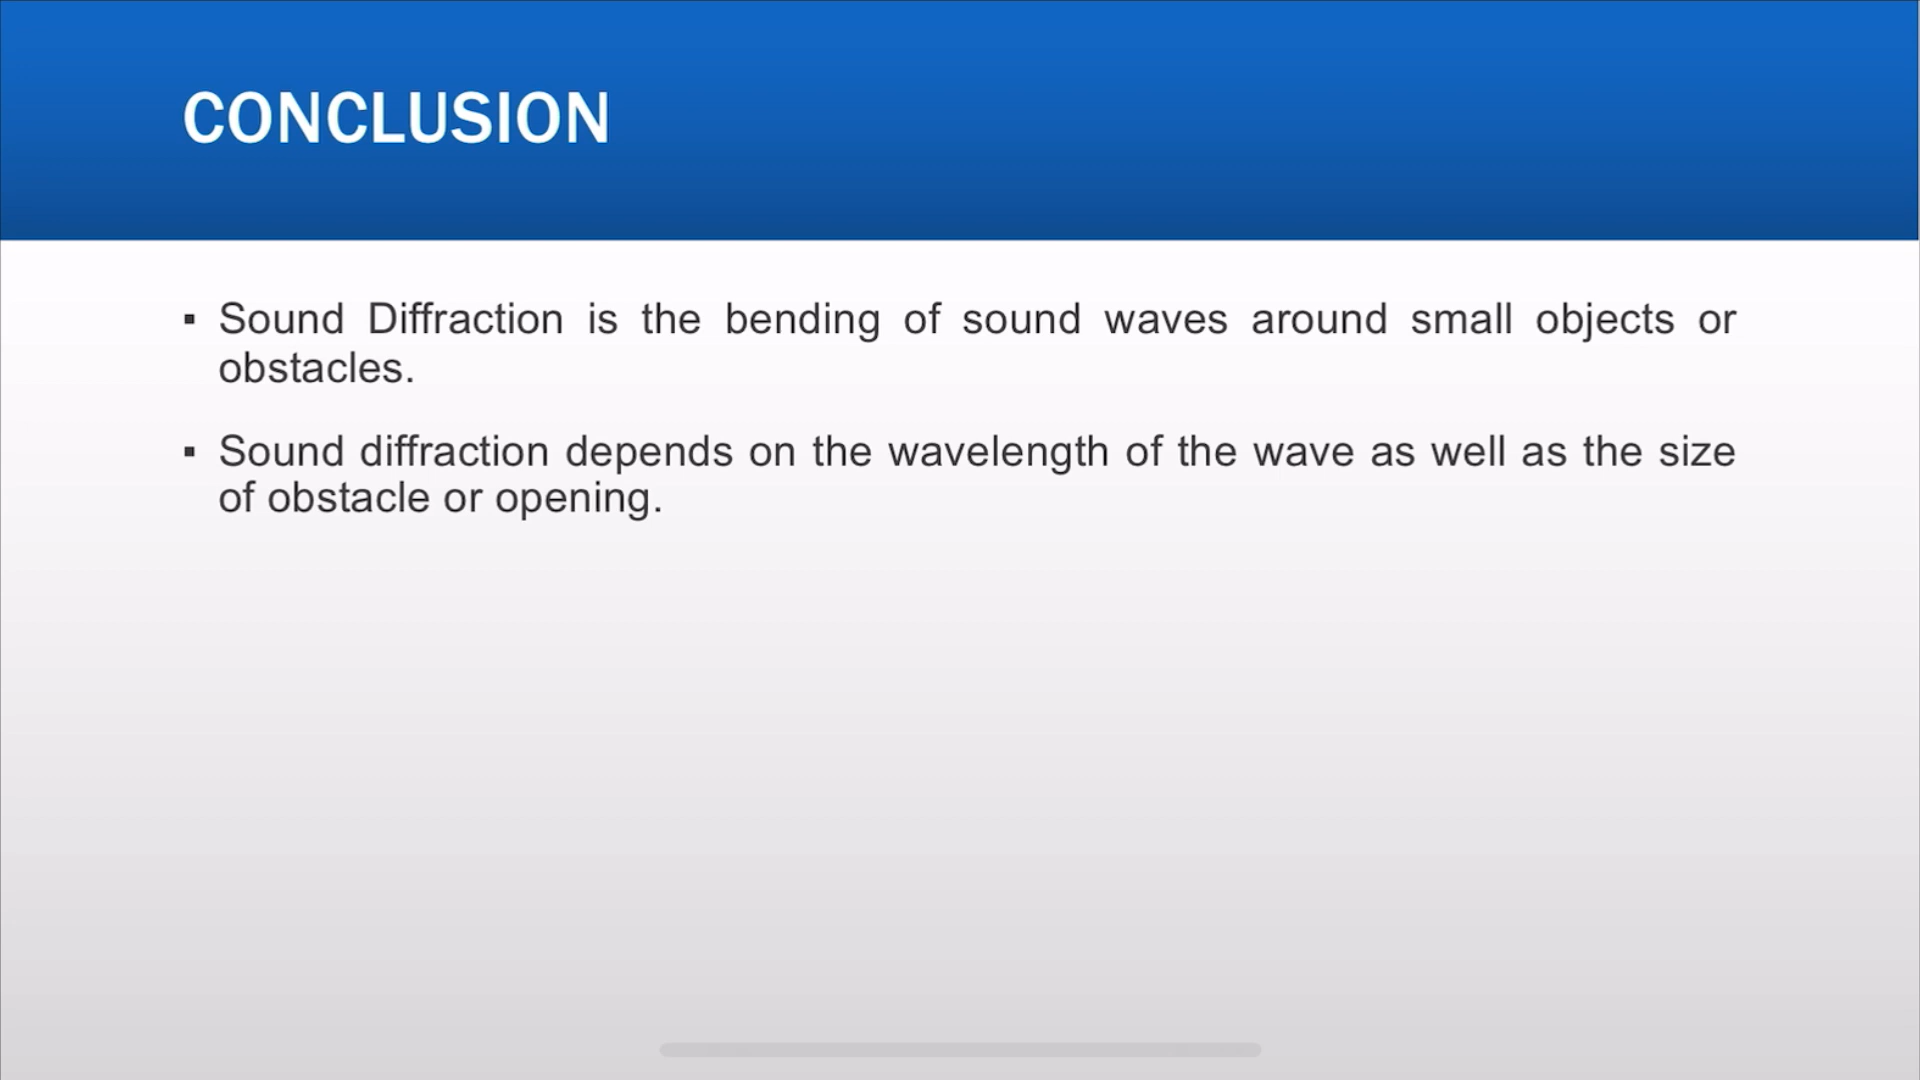 CONCLUSION
▪ Sound Diffraction is the bending of sound waves around small objects or
obstacles.
▪ Sound diffraction depends on the wavelength of the wave as well as the size
of obstacle or opening.